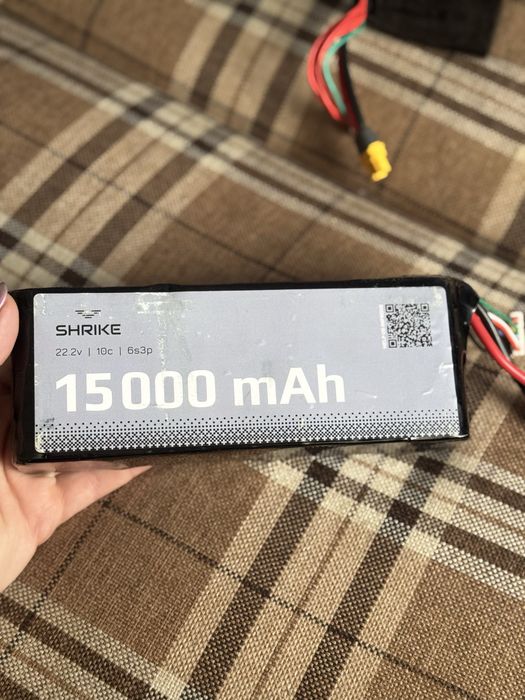 SHRIKE
22.2v | 10c | 6s3p
15000 mAh